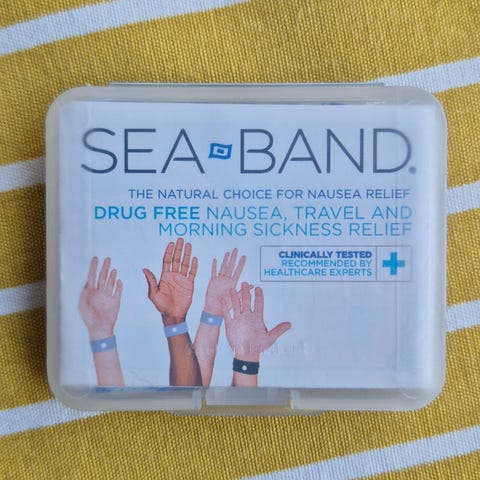 SEA BAND®
THE NATURAL CHOICE FOR NAUSEA RELIEF
DRUG FREE NAUSEA, TRAVEL AND
MORNING SICKNESS RELIEF
CLINICALLY TESTED
RECOMMENDED BY
HEALTHCARE EXPERTS